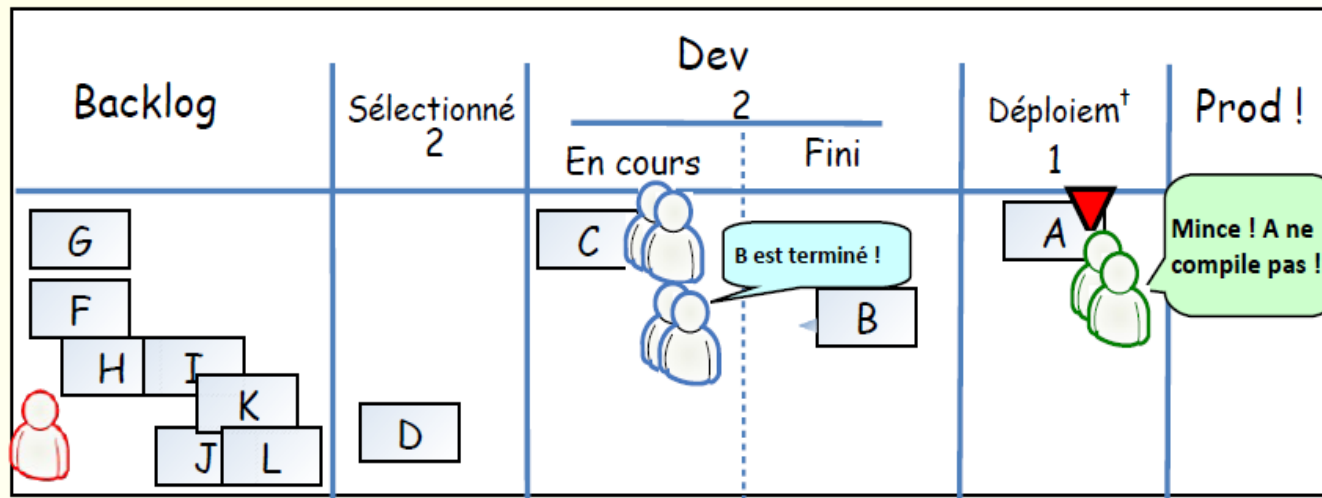 Backlog
Sélectionné
2
Dev
2
En cours
Fini
Déploiem†
1
Prod !
G
F
H
I
K
J
L
D
C
B est terminé !
B
A
Mince ! A ne
compile pas !